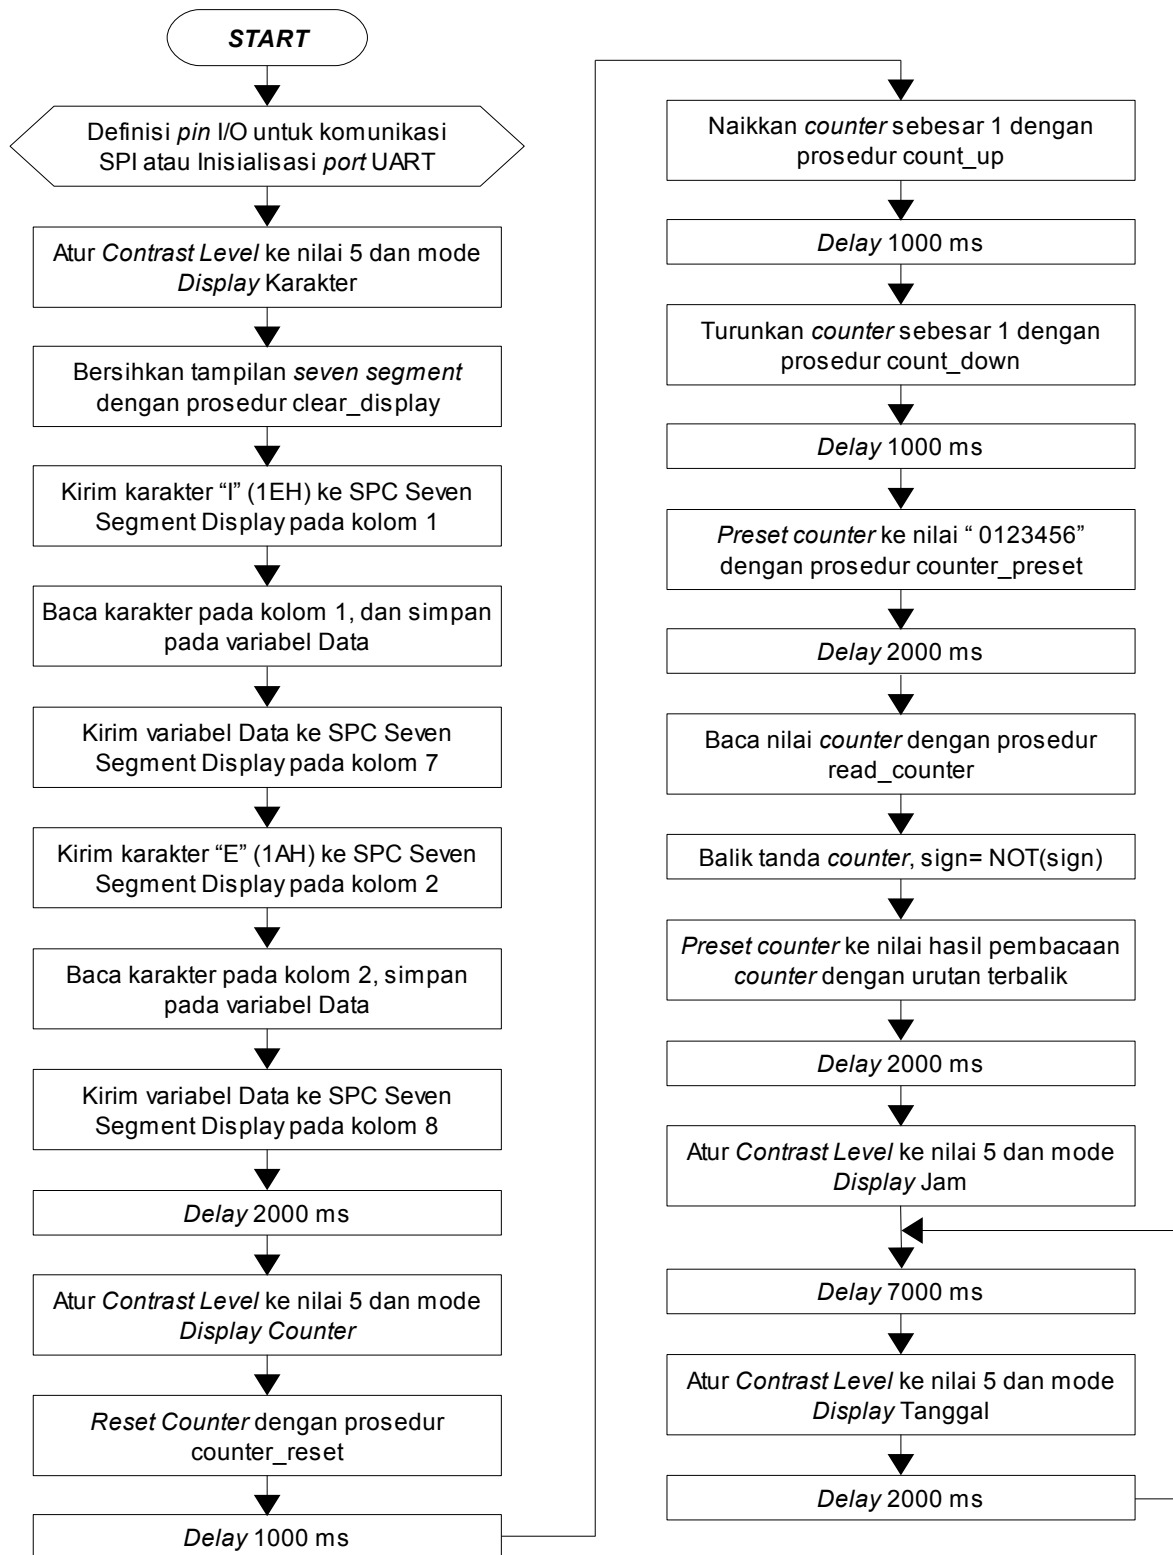 START
Definisi pin I/O untuk komunikasi
SPI atau Inisialisasi port UART
Atur Contrast Level ke nilai 5 dan mode
Display Karakter
Bersihkan tampilan seven segment
dengan prosedur clear_display
Kirim karakter “I” (1EH) ke SPC Seven
Segment Display pada kolom 1
Baca karakter pada kolom 1, dan simpan
pada variabel Data
Kirim variabel Data ke SPC Seven
Segment Display pada kolom 7
Kirim karakter “E” (1AH) ke SPC Seven
Segment Display pada kolom 2
Baca karakter pada kolom 2, simpan
pada variabel Data
Kirim variabel Data ke SPC Seven
Segment Display pada kolom 8
Delay 2000 ms
Atur Contrast Level ke nilai 5 dan mode
Display Counter
Reset Counter dengan prosedur
counter_reset
Delay 1000 ms
Naikkan counter sebesar 1 dengan
prosedur count_up
Delay 1000 ms
Turunkan counter sebesar 1 dengan
prosedur count_down
Delay 1000 ms
Preset counter ke nilai “ 0123456”
dengan prosedur counter_preset
Delay 2000 ms
Baca nilai counter dengan prosedur
read_counter
Balik tanda counter, sign= NOT(sign)
Preset counter ke nilai hasil pembacaan
counter dengan urutan terbalik
Delay 2000 ms
Atur Contrast Level ke nilai 5 dan mode
Display Jam
Delay 7000 ms
Atur Contrast Level ke nilai 5 dan mode
Display Tanggal
Delay 2000 ms